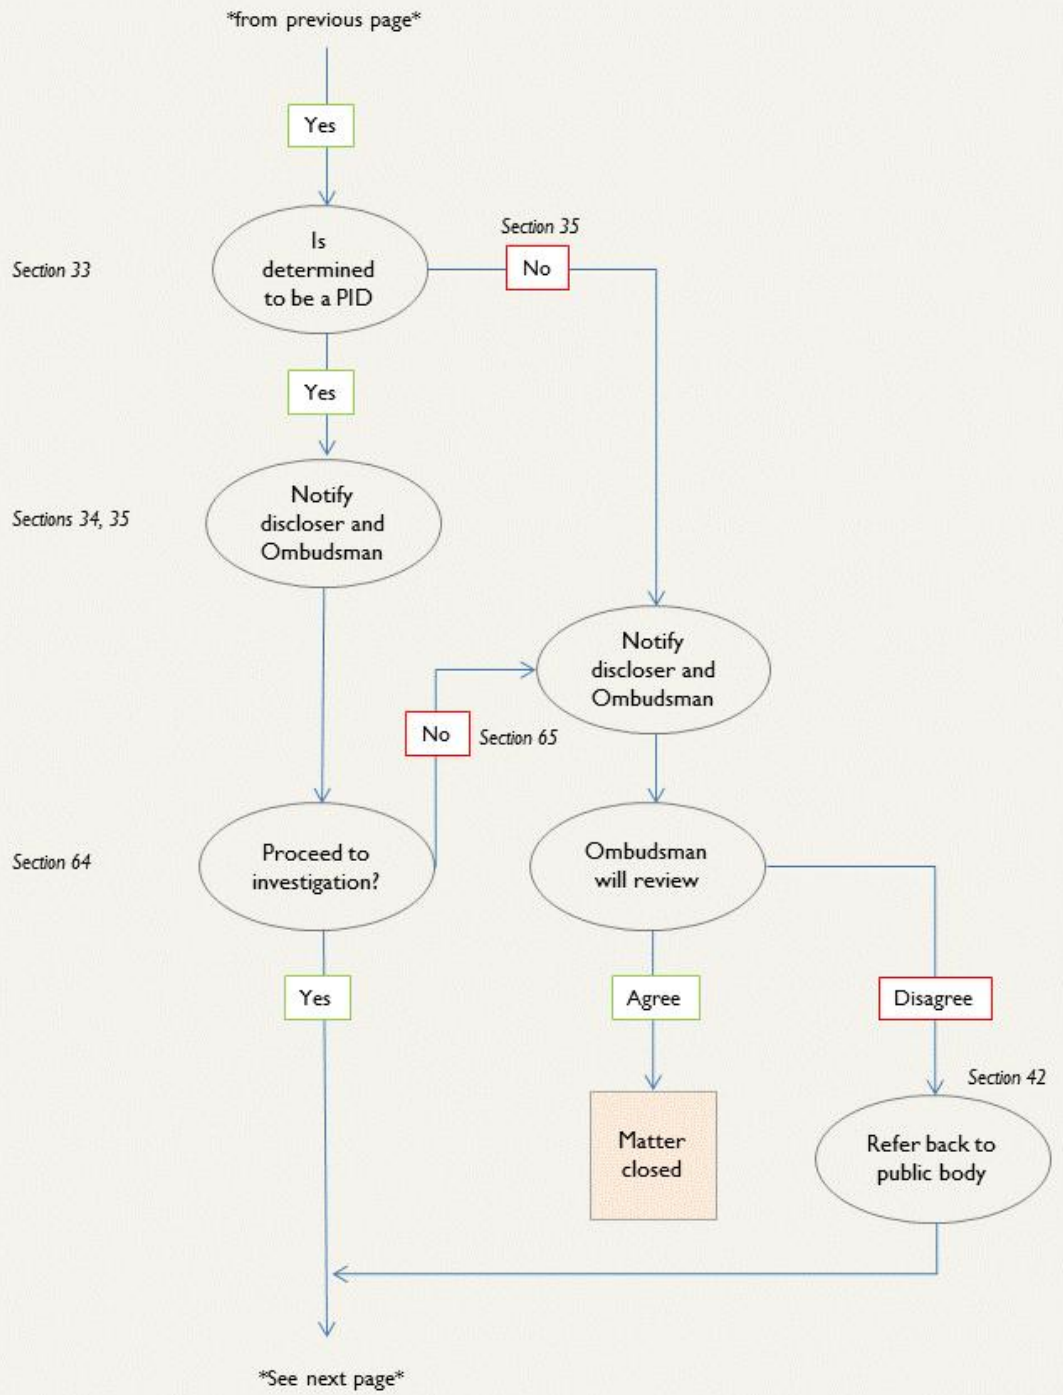 *from previous page*
Yes
Section 33
Is
determined
to be a PID
Section 35
No
Yes
Sections 34, 35
Notify
discloser and
Ombudsman
Notify
discloser and
Ombudsman
No
Section 65
Section 64
Proceed to
investigation?
Ombudsman
will review
Yes
Agree
Disagree
Section 42
Matter
closed
Refer back to
public body
*See next page*